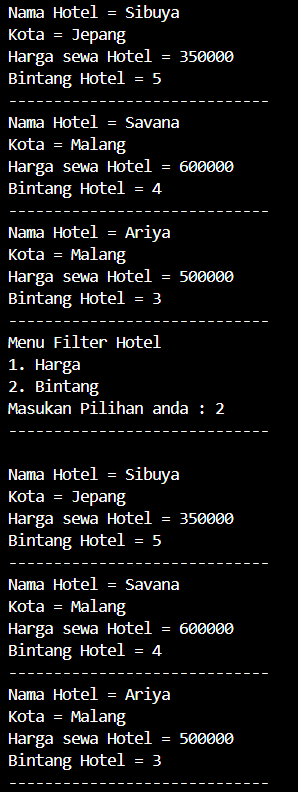 Nama Hotel = Sibuya
Kota = Jepang
Harga sewa Hotel = 350000
Bintang Hotel = 5
-----------------------------
Nama Hotel = Savana
Kota = Malang
Harga sewa Hotel = 600000
Bintang Hotel = 4
-----------------------------
Nama Hotel = Ariya
Kota = Malang
Harga sewa Hotel = 500000
Bintang Hotel = 3
-----------------------------
Menu Filter Hotel
1. Harga
2. Bintang
Masukan Pilihan anda : 2
-----------------------------
Nama Hotel = Sibuya
Kota = Jepang
Harga sewa Hotel = 350000
Bintang Hotel = 5
-----------------------------
Nama Hotel = Savana
Kota = Malang
Harga sewa Hotel = 600000
Bintang Hotel = 4
-----------------------------
Nama Hotel = Ariya
Kota = Malang
Harga sewa Hotel = 500000
Bintang Hotel = 3
-----------------------------